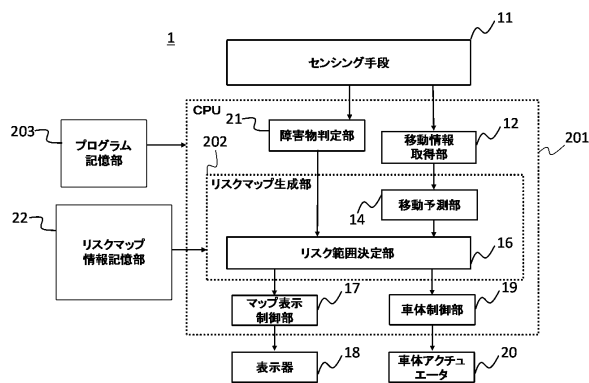 1
11
センシング手段
CPU
203
プログラム
記憶部
21
障害物判定部
移動情報
取得部
12
201
202
リスクマップ生成部
22
リスクマップ
情報記憶部
14
移動予測部
リスク範囲決定部
16
マップ表示
制御部
17
車体制御部
19
表示器
18
車体アクチュ
エータ
20